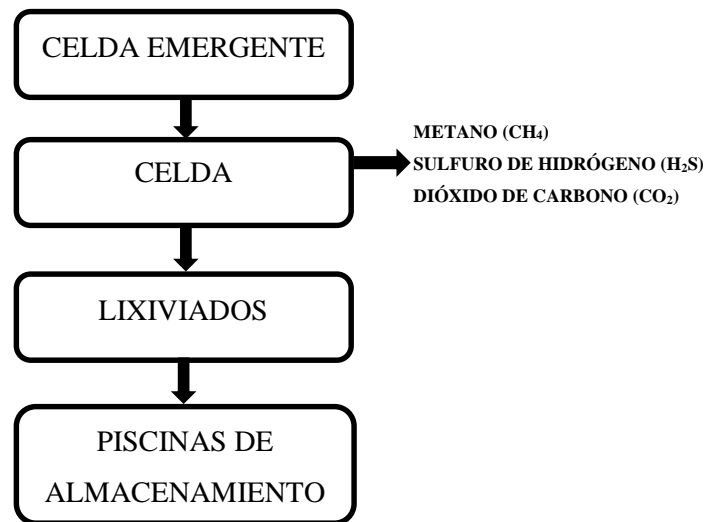 CELDA EMERGENTE
CELDA
METANO (CH₄)
SULFURO DE HIDRÓGENO (H₂S)
DIÓXIDO DE CARBONO (CO₂)
LIXIVIADOS
PISCINAS DE
ALMACENAMIENTO